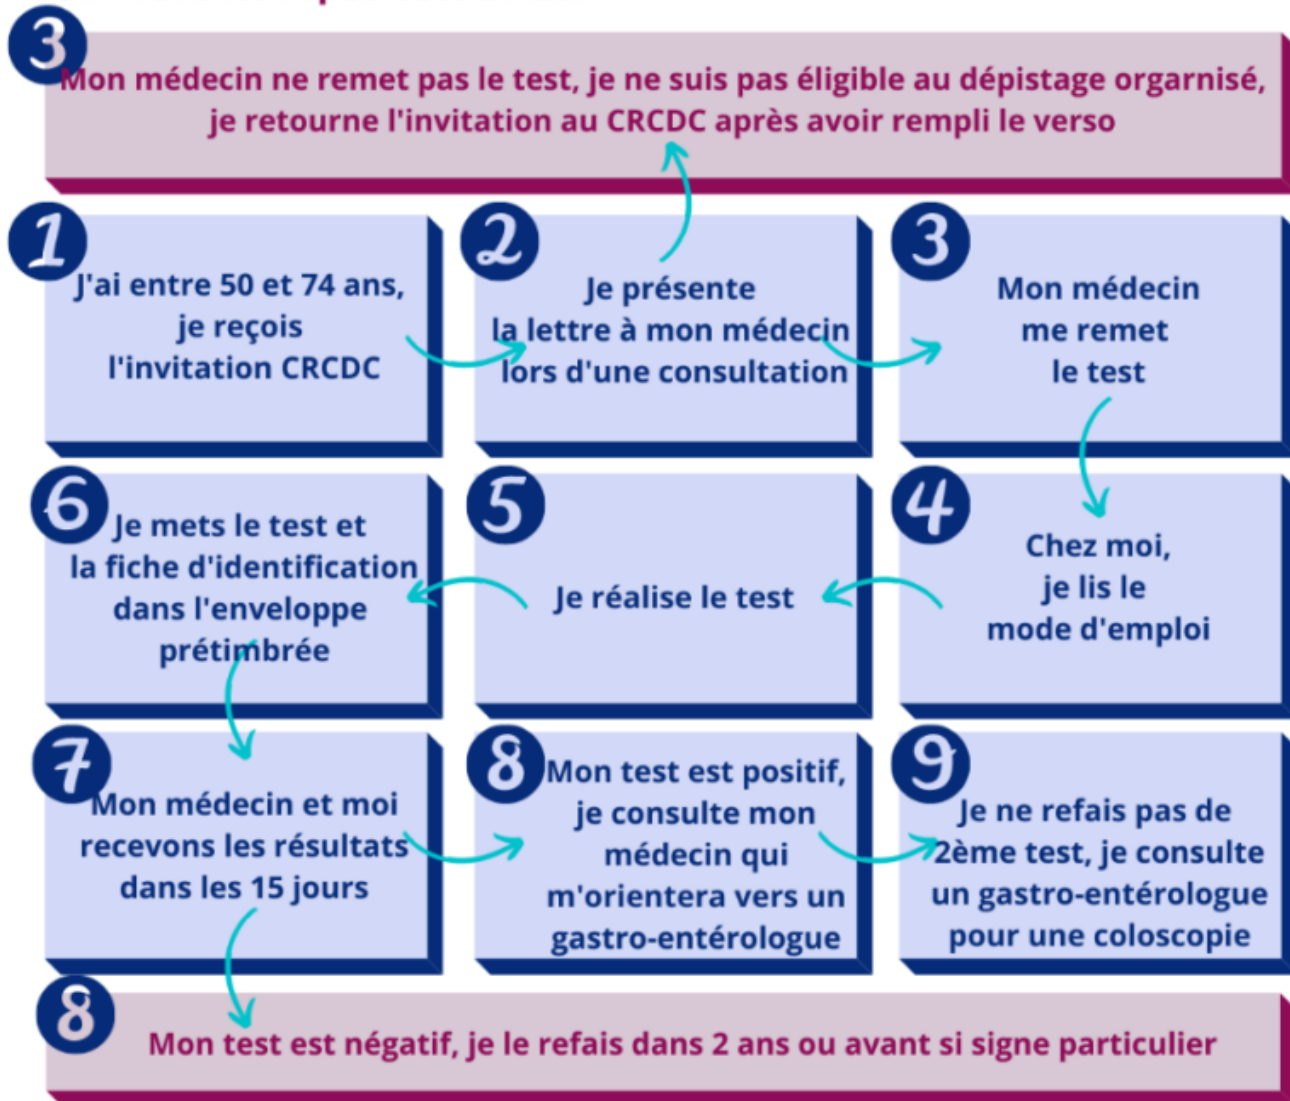 3
Mon médecin ne remet pas le test, je ne suis pas éligible au dépistage orgarnisé,
je retourne l'invitation au CRCDC après avoir rempli le verso
1
J'ai entre 50 et 74 ans,
je reçois
l'invitation CRCDC
2
Je présente
la lettre à mon médecin
lors d'une consultation
3
Mon médecin
me remet
le test
4
Chez moi,
je lis le
mode d'emploi
5
Je réalise le test
6
Je mets le test et
la fiche d'identification
dans l'enveloppe
prétimbrée
7
Mon médecin et moi
recevons les résultats
dans les 15 jours
8
Mon test est positif,
je consulte mon
médecin qui
m'orientera vers un
gastro-entérologue
9
Je ne refais pas de
2ème test, je consulte
un gastro-entérologue
pour une coloscopie
8
Mon test est négatif, je le refais dans 2 ans ou avant si signe particulier